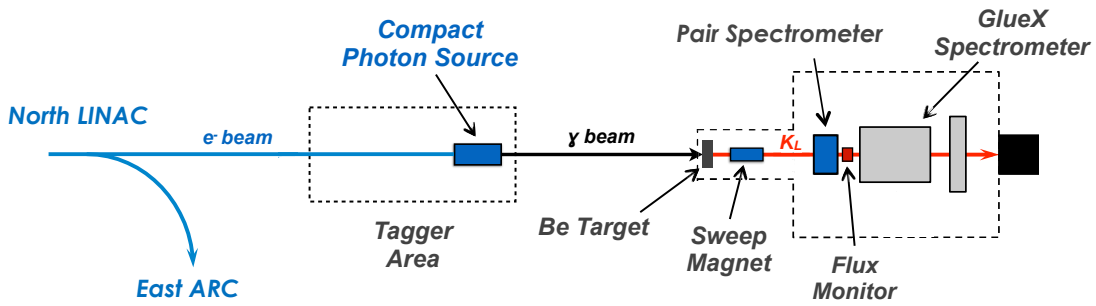 North LINAC
e- beam
East ARC
Compact
Photon Source
Tagger
Area
ɣ beam
Be Target
Sweep
Magnet
KL
Pair Spectrometer
Flux
Monitor
GlueX
Spectrometer